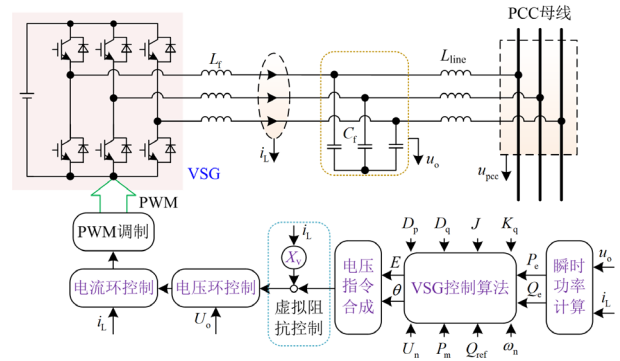 PCC母线
L_f
L_line
C_f
i_L
u_o
u_pcc
VSG
PWM
PWM调制
D_p
D_q
J
K_q
i_L
X_v
虚拟阻
抗控制
电流环控制
电压环控制
电压
指令
合成
E
θ
VSG控制算法
P_e
Q_e
瞬时
功率
计算
u_o
i_L
i_L
U_o
U_n
P_m
Q_ref
ω_n